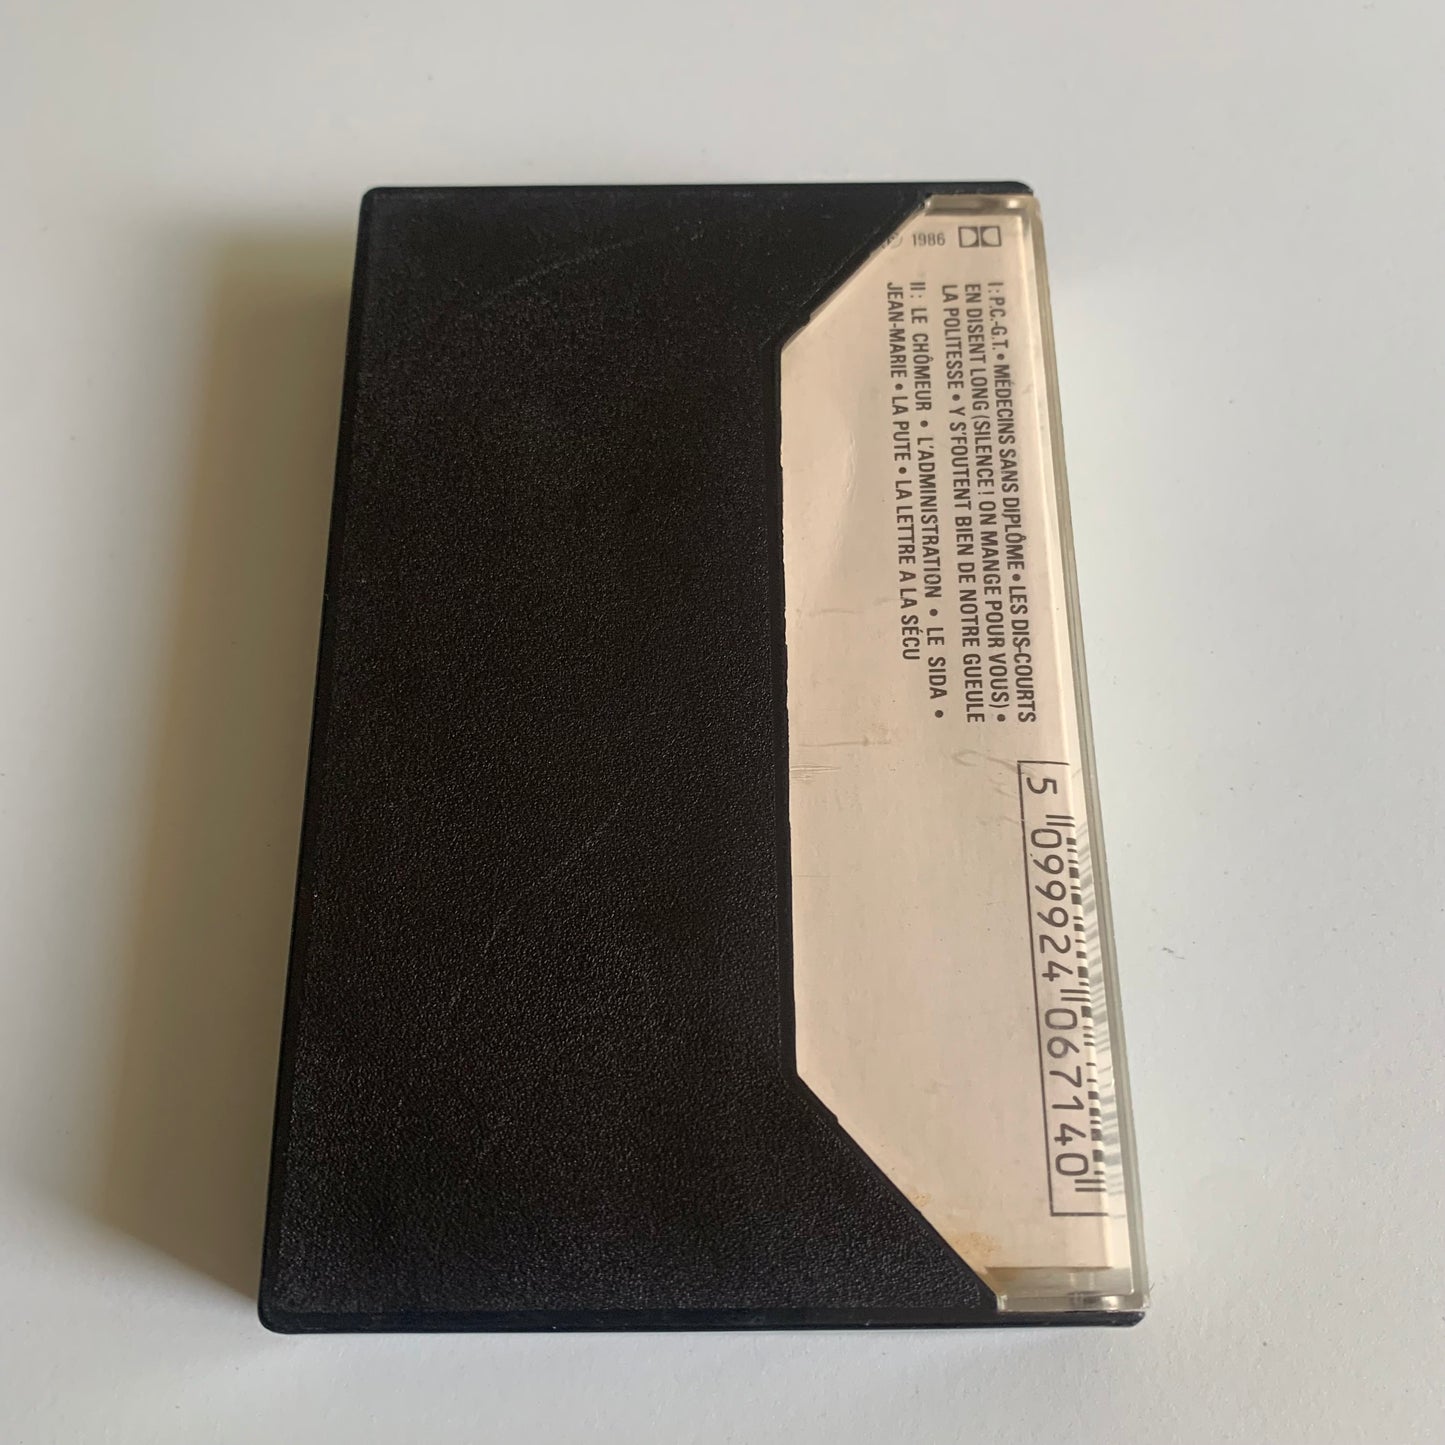 1986
I : P.C.-G.T. • MÉDECINS SANS DIPLÔME • LES DIS-COURTS
EN DISENT LONG (SILENCE ! ON MANGE POUR VOUS) •
LA POLITESSE • Y S'FOUTENT BIEN DE NOTRE GUEULE
II : LE CHÔMEUR • L'ADMINISTRATION • LE SIDA •
JEAN-MARIE • LA PUTE • LA LETTRE A LA SÉCU
5 099924 067140